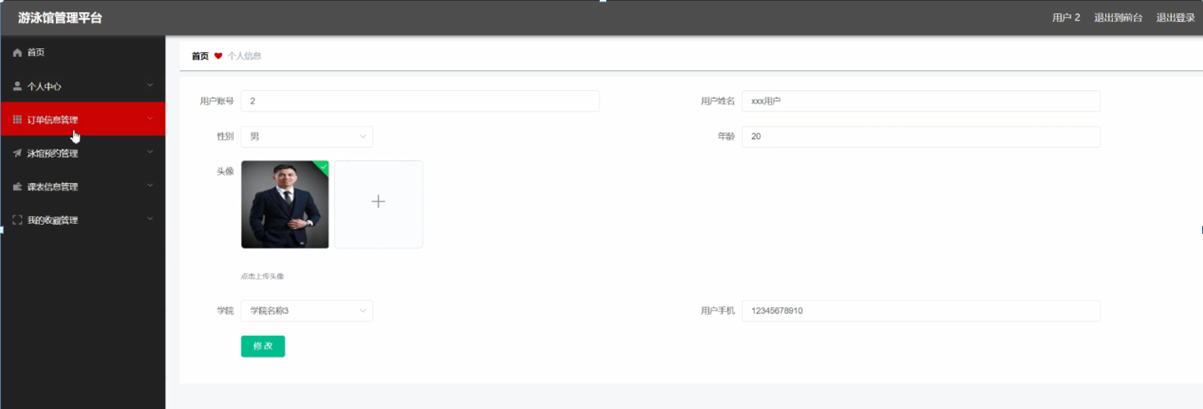 游泳馆管理平台
用户 2 退出到前台 退出登录
首页
个人中心
订单信息管理
泳馆预约管理
课表信息管理
我的收藏管理
首页 个人信息
用户账号 2 用户姓名 xxx用户
性别 男 年龄 20
头像
点击上传头像
学院 学院名称3 用户手机 12345678910
修改